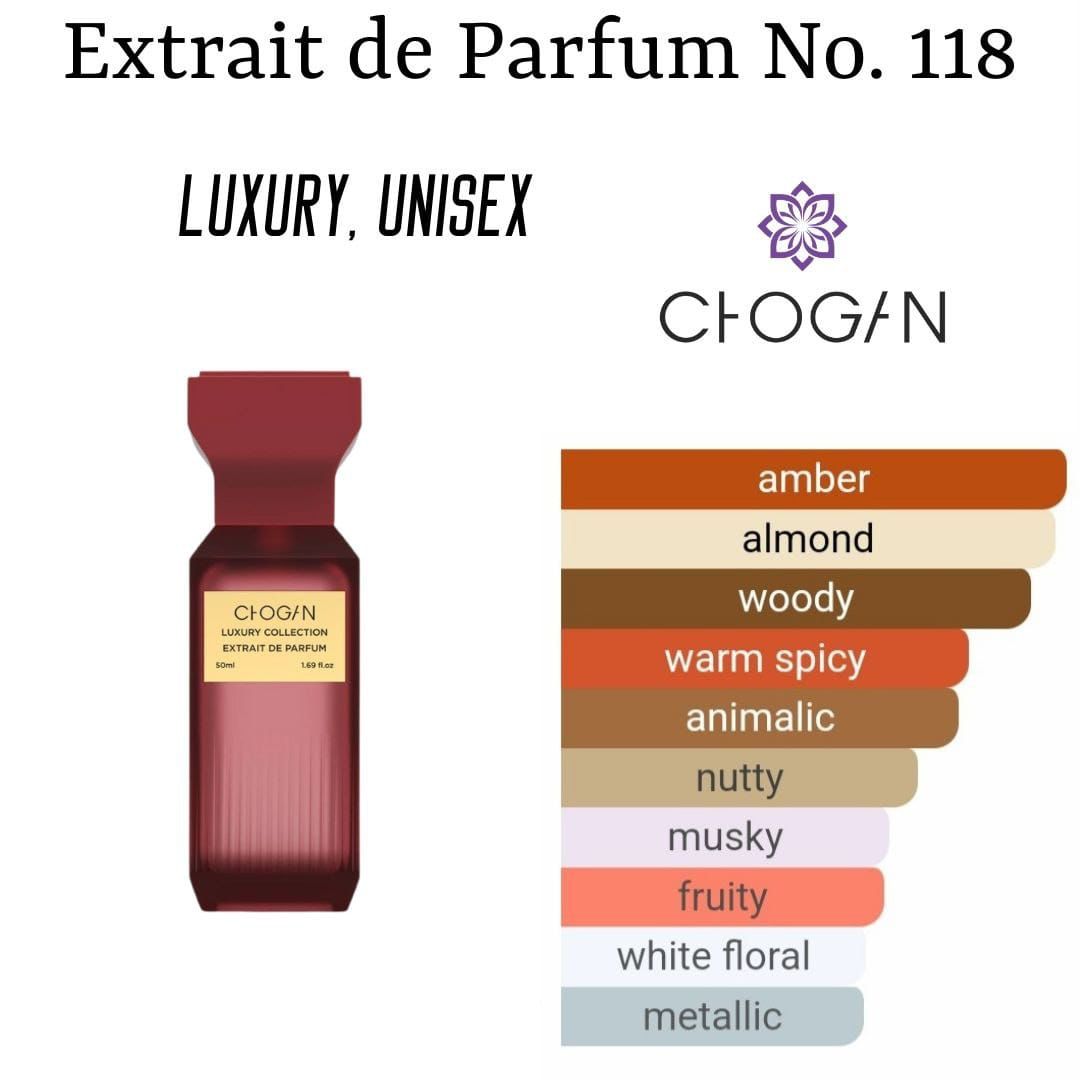 Extrait de Parfum No. 118
LUXURY, UNISEX
CHOGAN
CHOGAN
LUXURY COLLECTION
EXTRAIT DE PARFUM
50ml 1.69 fl.oz
amber
almond
woody
warm spicy
animalic
nutty
musky
fruity
white floral
metallic